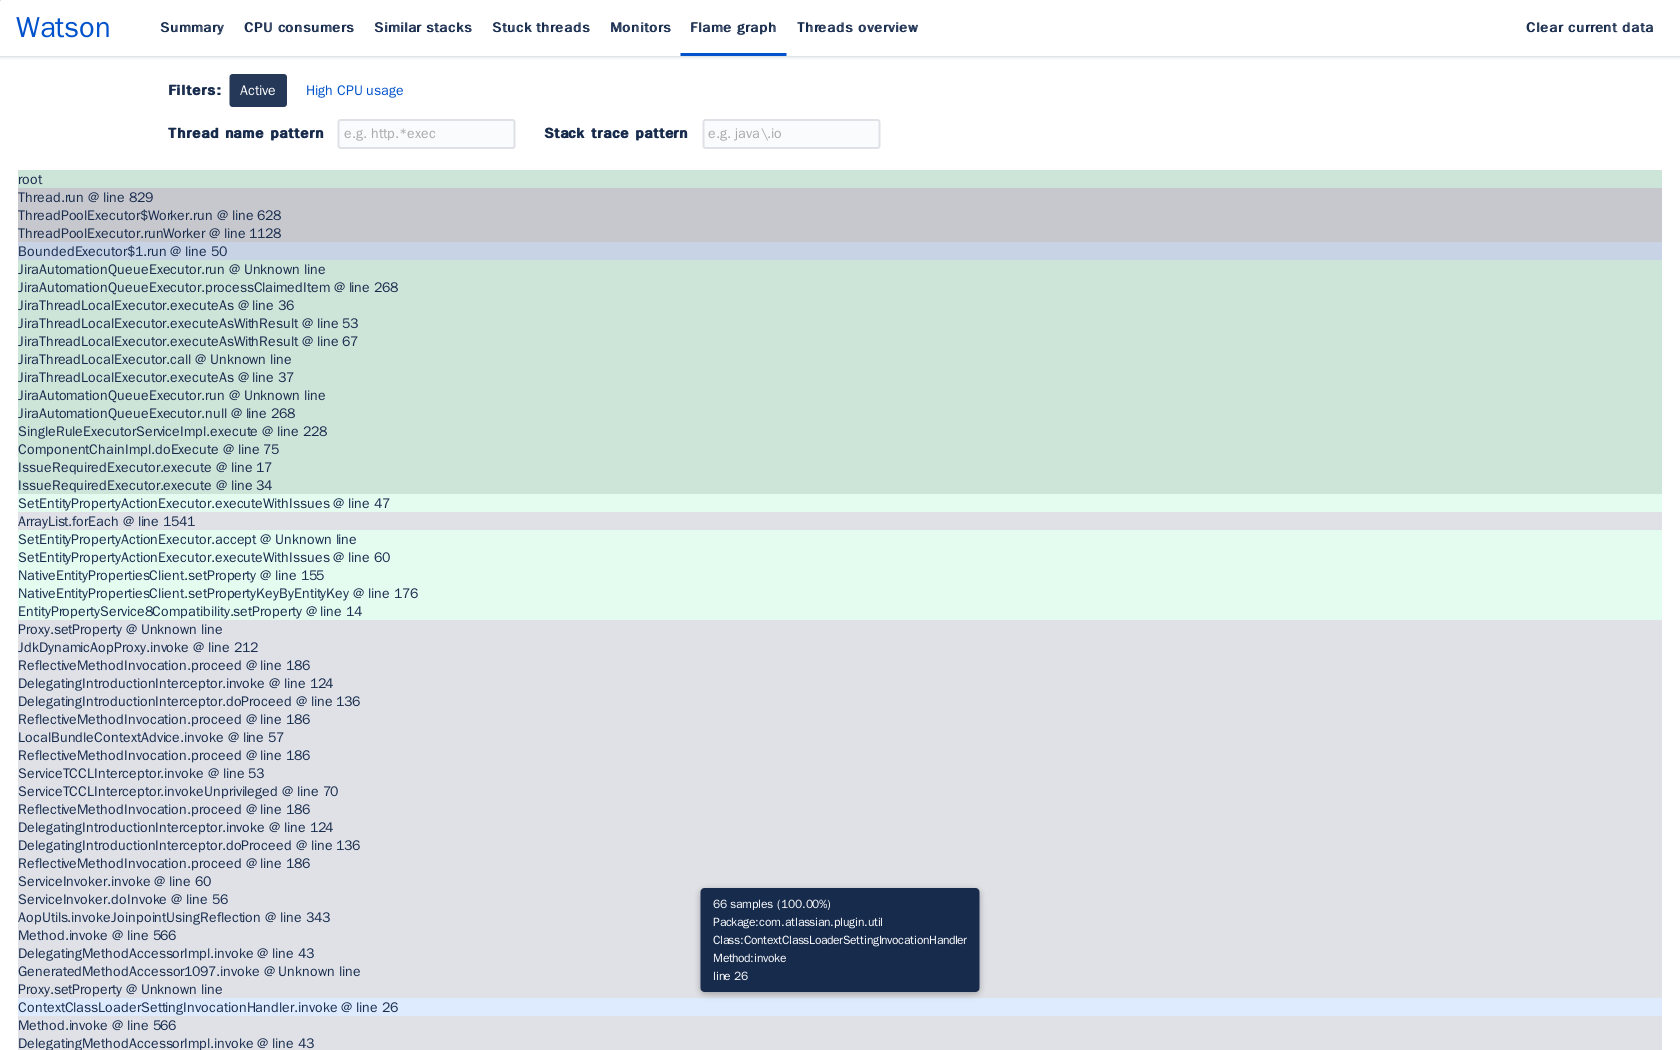 Watson
Summary
CPU consumers
Similar stacks
Stuck threads
Monitors
Flame graph
Threads overview
Clear current data
Filters:
Active
High CPU usage
Thread name pattern
e.g. http.*exec
Stack trace pattern
e.g. java\.io
root
Thread.run @ line 829
ThreadPoolExecutor$Worker.run @ line 628
ThreadPoolExecutor.runWorker @ line 1128
BoundedExecutor$1.run @ line 50
JiraAutomationQueueExecutor.run @ Unknown line
JiraAutomationQueueExecutor.processClaimedItem @ line 268
JiraThreadLocalExecutor.executeAs @ line 36
JiraThreadLocalExecutor.executeAsWithResult @ line 53
JiraThreadLocalExecutor.executeAsWithResult @ line 67
JiraThreadLocalExecutor.call @ Unknown line
JiraThreadLocalExecutor.executeAs @ line 37
JiraAutomationQueueExecutor.run @ Unknown line
JiraAutomationQueueExecutor.null @ line 268
SingleRuleExecutorServiceImpl.execute @ line 228
ComponentChainImpl.doExecute @ line 75
IssueRequiredExecutor.execute @ line 17
IssueRequiredExecutor.execute @ line 34
SetEntityPropertyActionExecutor.executeWithIssues @ line 47
ArrayList.forEach @ line 1541
SetEntityPropertyActionExecutor.accept @ Unknown line
SetEntityPropertyActionExecutor.executeWithIssues @ line 60
NativeEntityPropertiesClient.setProperty @ line 155
NativeEntityPropertiesClient.setPropertyKeyByEntityKey @ line 176
EntityPropertyService8Compatibility.setProperty @ line 14
Proxy.setProperty @ Unknown line
JdkDynamicAopProxy.invoke @ line 212
ReflectiveMethodInvocation.proceed @ line 186
DelegatingIntroductionInterceptor.invoke @ line 124
DelegatingIntroductionInterceptor.doProceed @ line 136
ReflectiveMethodInvocation.proceed @ line 186
LocalBundleContextAdvice.invoke @ line 57
ReflectiveMethodInvocation.proceed @ line 186
ServiceTCCLInterceptor.invoke @ line 53
ServiceTCCLInterceptor.invokeUnprivileged @ line 70
ReflectiveMethodInvocation.proceed @ line 186
DelegatingIntroductionInterceptor.invoke @ line 124
DelegatingIntroductionInterceptor.doProceed @ line 136
ReflectiveMethodInvocation.proceed @ line 186
ServiceInvoker.invoke @ line 60
ServiceInvoker.doInvoke @ line 56
AopUtils.invokeJoinpointUsingReflection @ line 343
Method.invoke @ line 566
DelegatingMethodAccessorImpl.invoke @ line 43
GeneratedMethodAccessor1097.invoke @ Unknown line
Proxy.setProperty @ Unknown line
ContextClassLoaderSettingInvocationHandler.invoke @ line 26
Method.invoke @ line 566
DelegatingMethodAccessorImpl.invoke @ line 43
66 samples (100.00%)
Package:com.atlassian.plugin.util
Class:ContextClassLoaderSettingInvocationHandler
Method:invoke
line 26